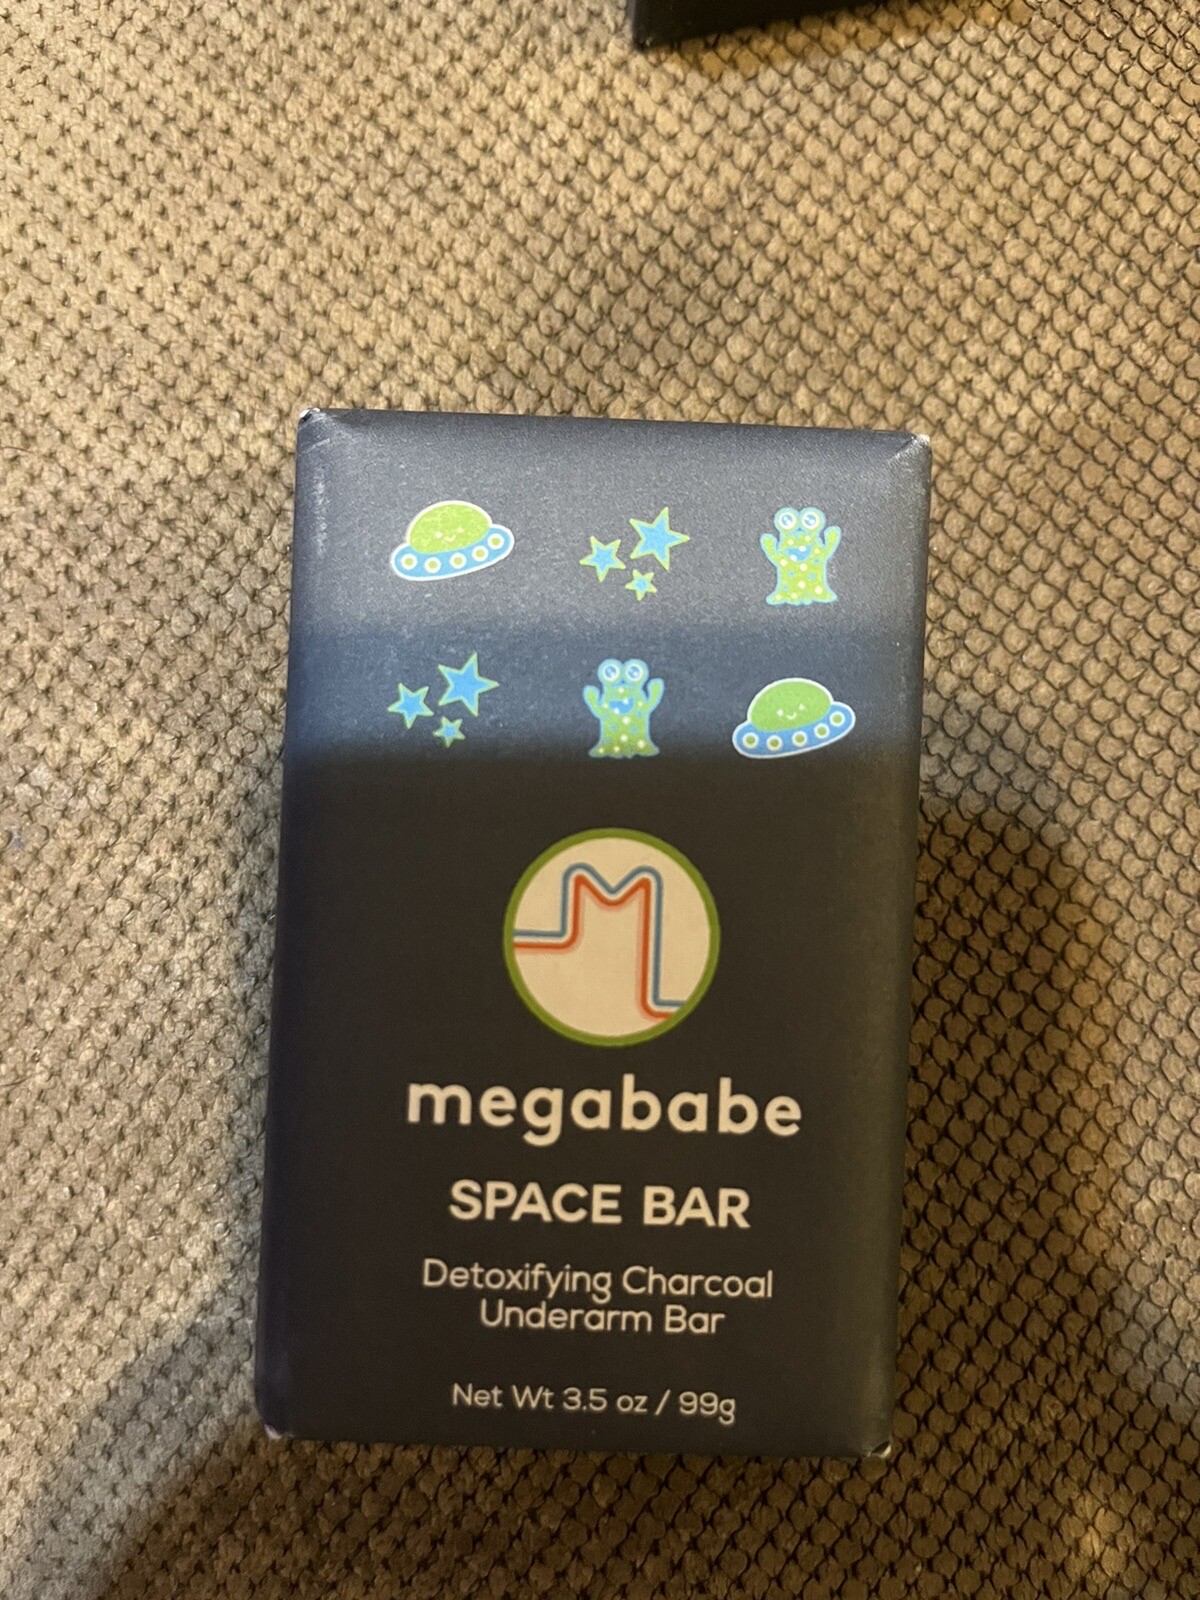 M
megababe
SPACE BAR
Detoxifying Charcoal
Underarm Bar
Net Wt 3.5 oz / 99g